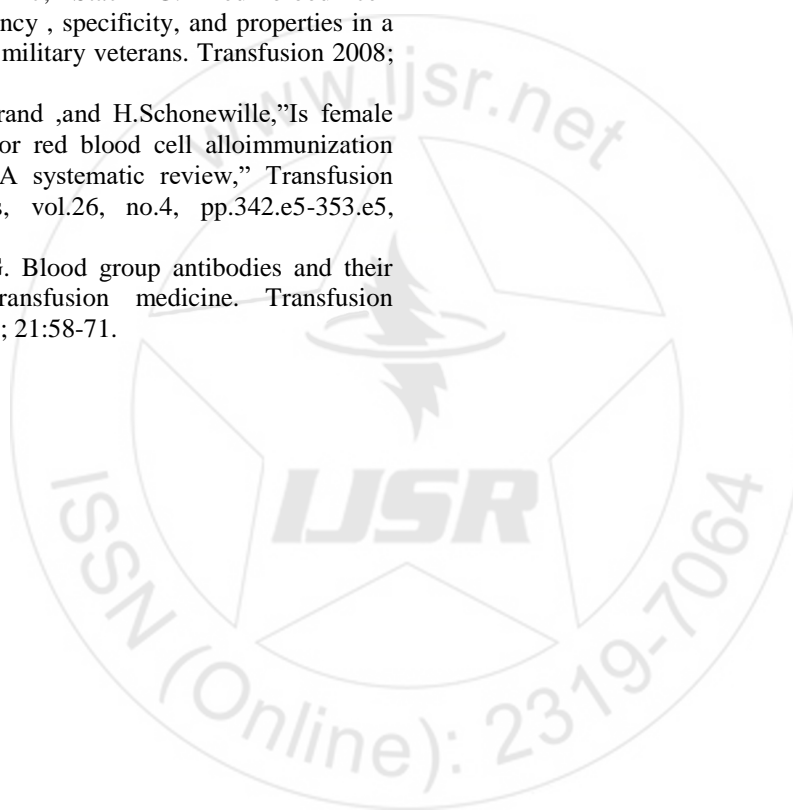 ncy , specificity, and properties in a
military veterans. Transfusion 2008;
rand ,and H.Schonewille,”Is female
or red blood cell alloimmunization
A systematic review,” Transfusion
s, vol.26, no.4, pp.342.e5-353.e5,
G. Blood group antibodies and their
ransfusion medicine. Transfusion
; 21:58-71.
www.ijsr.net
IJSR
ISSN (Online): 2319-7064